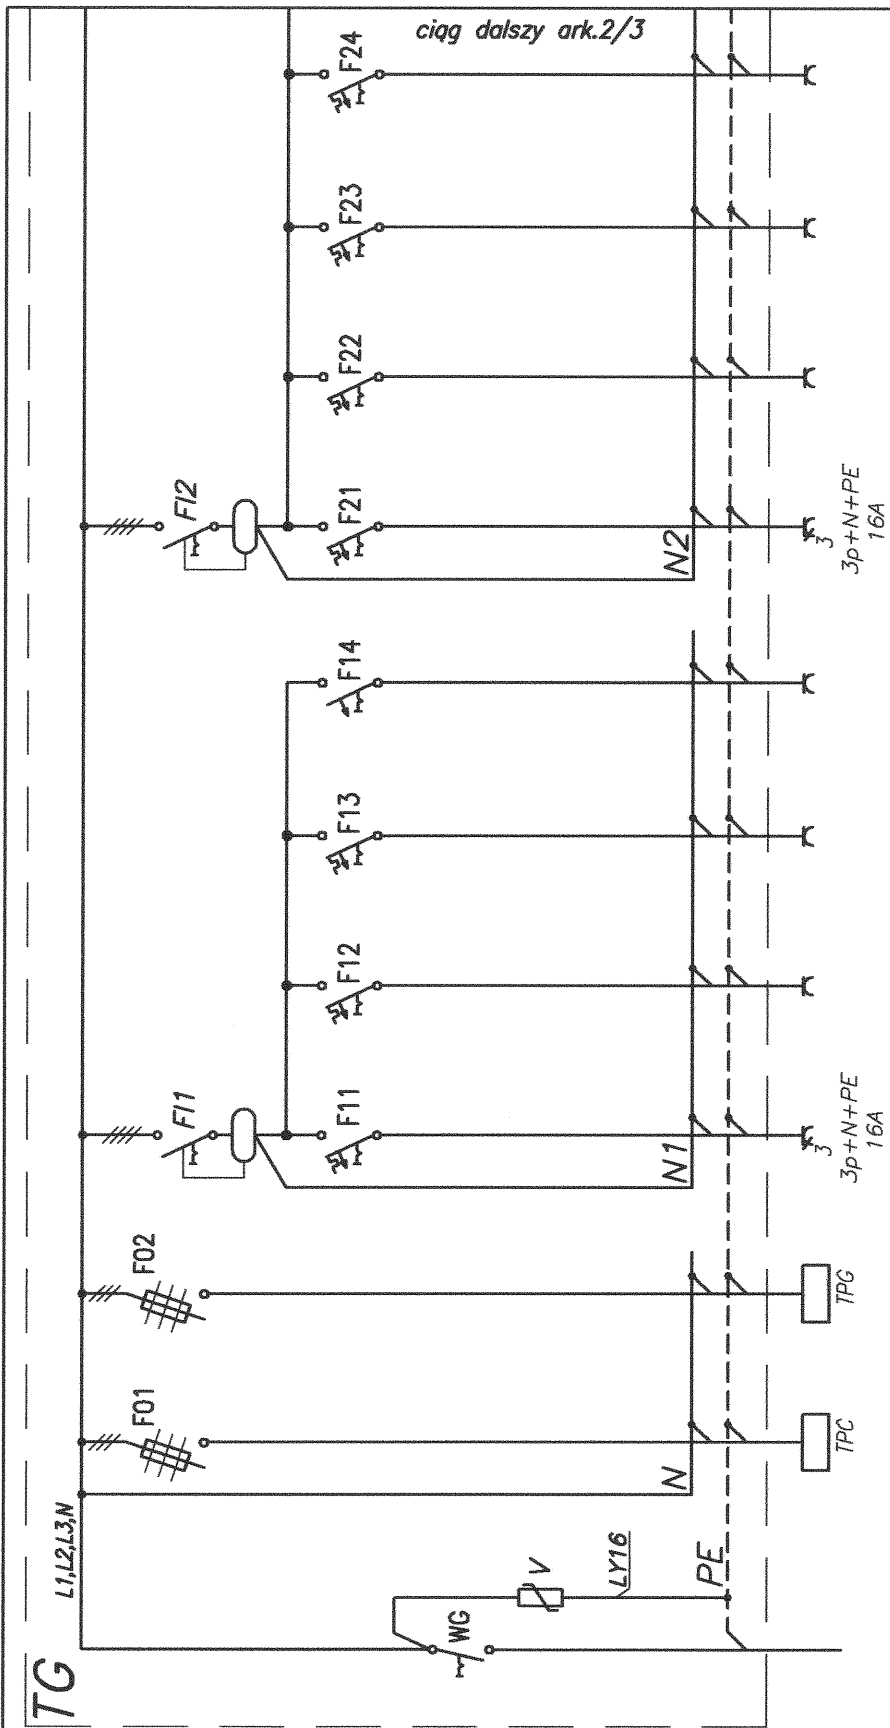 TG
L1,L2,L3,N
WG
V
LY16
PE
F01
N
TPC
F02
TPG
FI1
F11
N1
3
3p+N+PE
16A
F12
F13
F14
FI2
F21
N2
3
3p+N+PE
16A
F22
F23
F24
ciąg dalszy ark.2/3